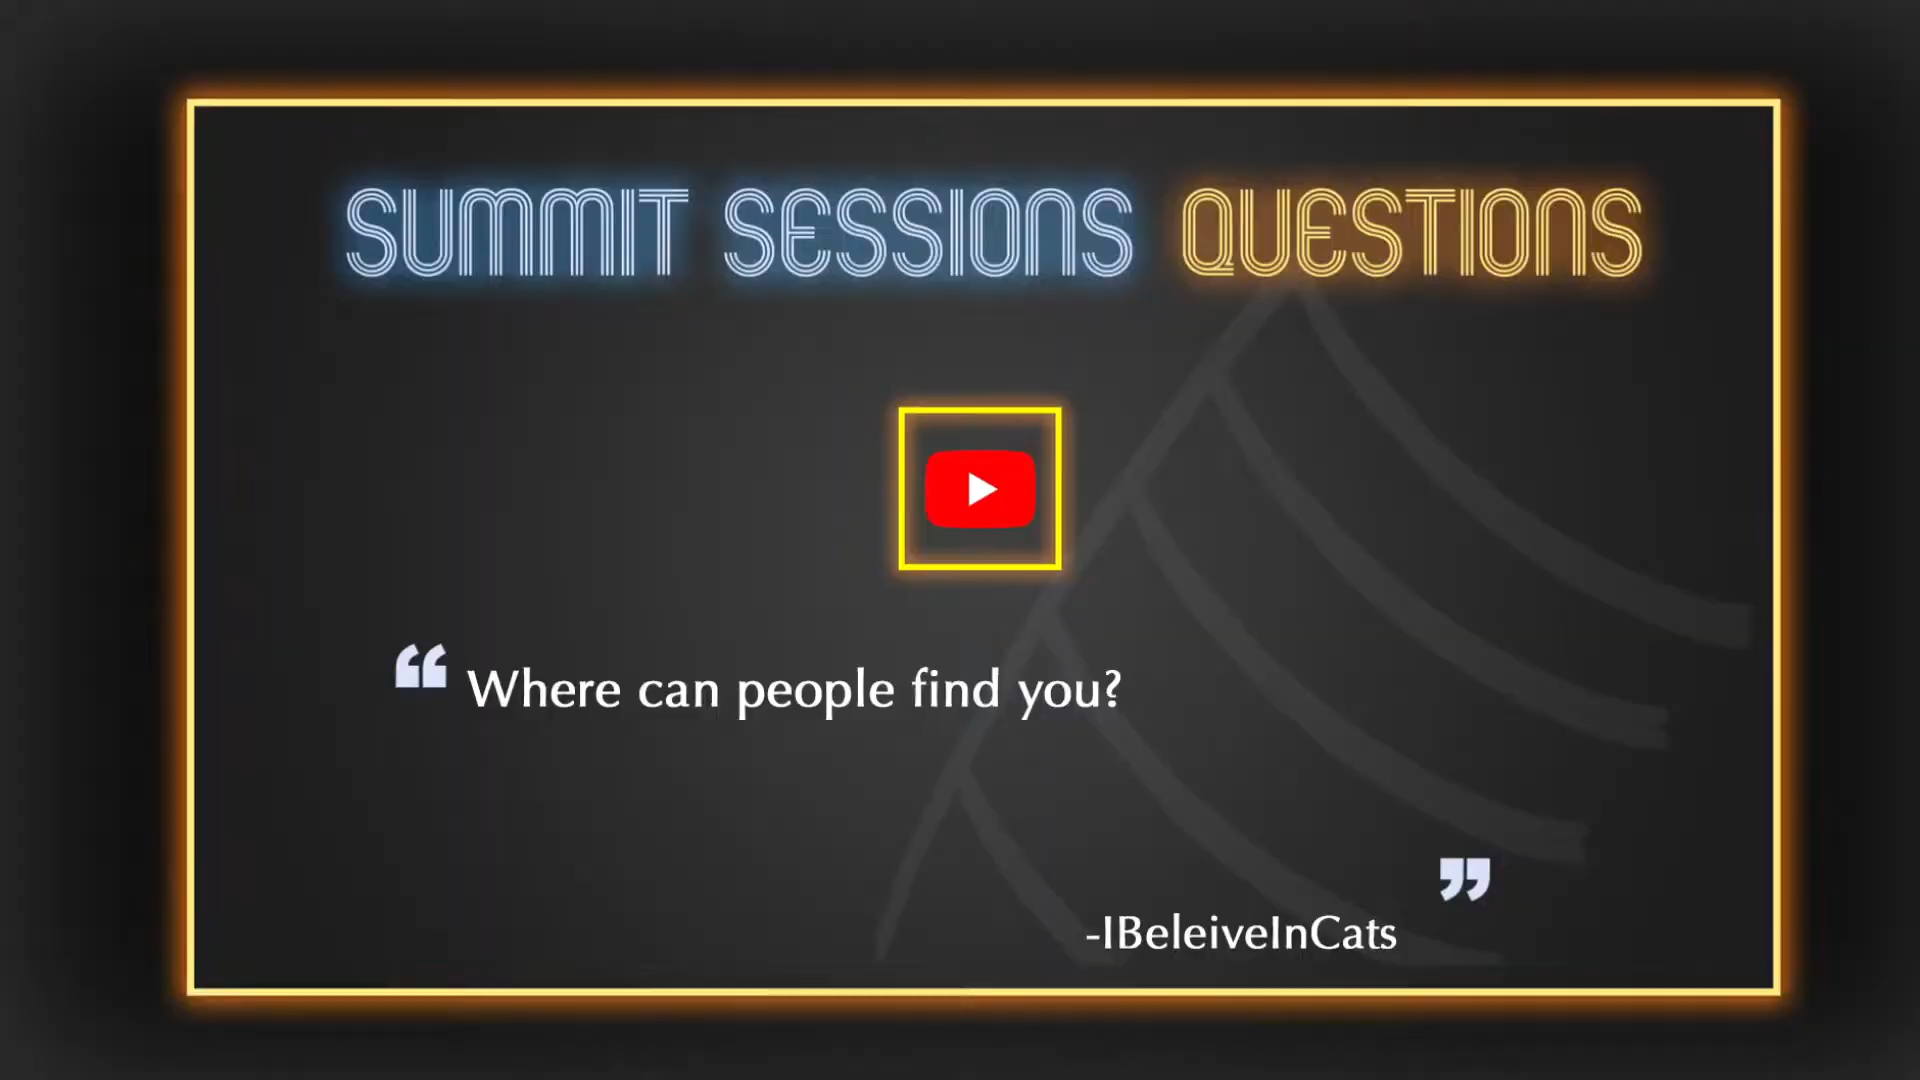 SUMMIT SESSIONS QUESTIONS
“ Where can people find you?
”
-IBeleiveInCats